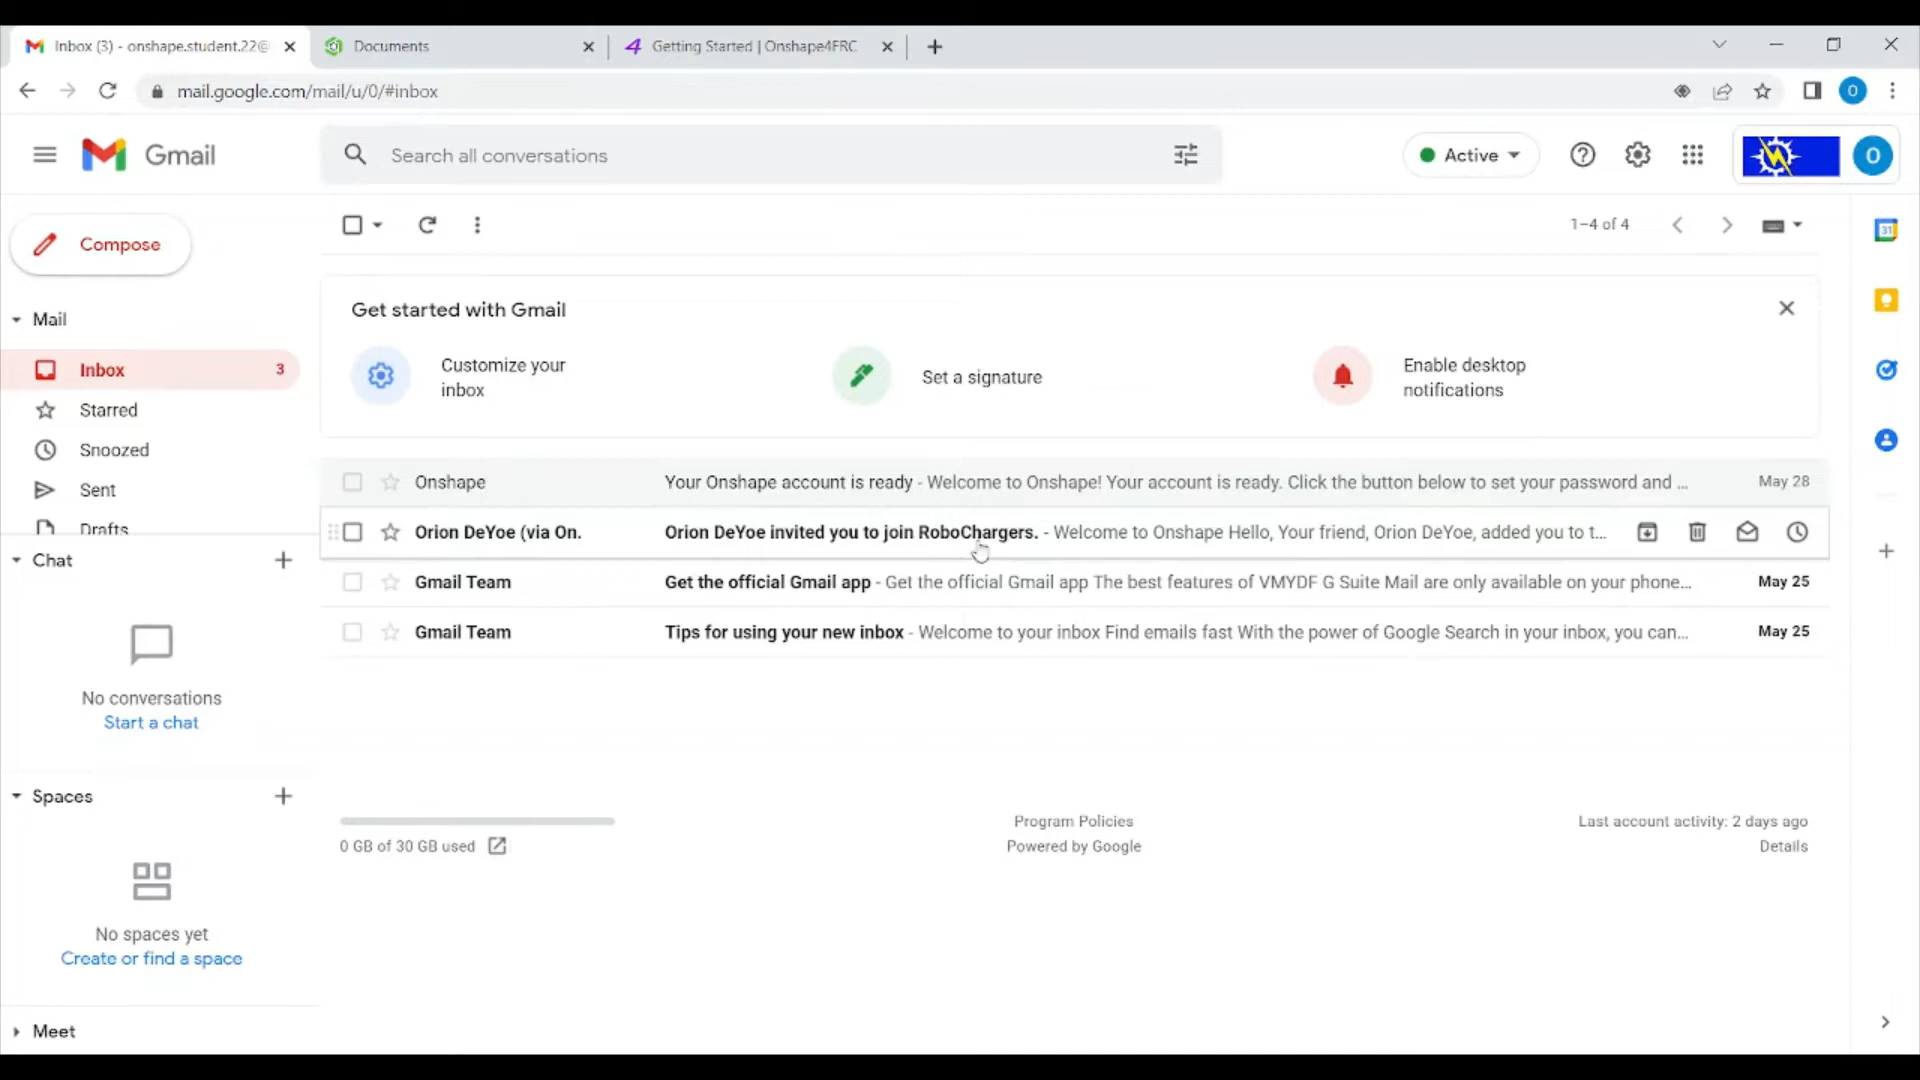 Inbox (3) - onshape.student.22@
Documents
Getting Started | Onshape4FRC
mail.google.com/mail/u/0/#inbox
O
Gmail
Search all conversations
Active
O
Compose
1–4 of 4
31
Mail
Get started with Gmail
Inbox 3
Customize your
inbox
Set a signature
Enable desktop
notifications
Starred
Snoozed
Sent
Drafts
Onshape Your Onshape account is ready - Welcome to Onshape! Your account is ready. Click the button below to set your password and ... May 28
Orion DeYoe (via On. Orion DeYoe invited you to join RoboChargers. - Welcome to Onshape Hello, Your friend, Orion DeYoe, added you to t...
Gmail Team Get the official Gmail app - Get the official Gmail app The best features of VMYDF G Suite Mail are only available on your phone... May 25
Gmail Team Tips for using your new inbox - Welcome to your inbox Find emails fast With the power of Google Search in your inbox, you can... May 25
Chat
No conversations
Start a chat
Spaces
No spaces yet
Create or find a space
Meet
0 GB of 30 GB used
Program Policies
Powered by Google
Last account activity: 2 days ago
Details